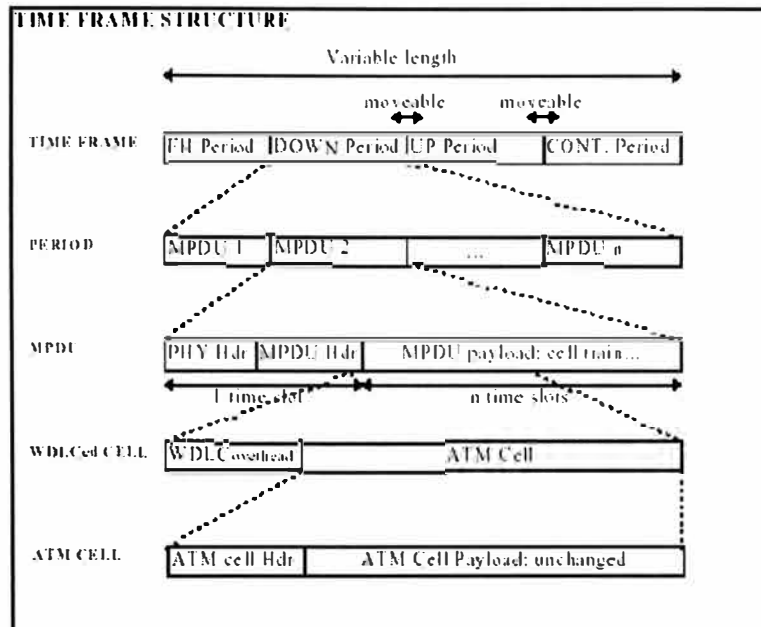 TIME FRAME STRUCTURE
Variable length
moveable moveable
TIME FRAME FH Period DOWN Period UP Period CONT. Period
PERIOD MPDU 1 MPDU 2 ... MPDU n
MPDU PHY Hdr MPDU Hdr MPDU payload: cell train...
1 time slot n time slots
WDLCed CELL WDLC overhead ATM Cell
ATM CELL ATM cell Hdr ATM Cell Payload: unchanged